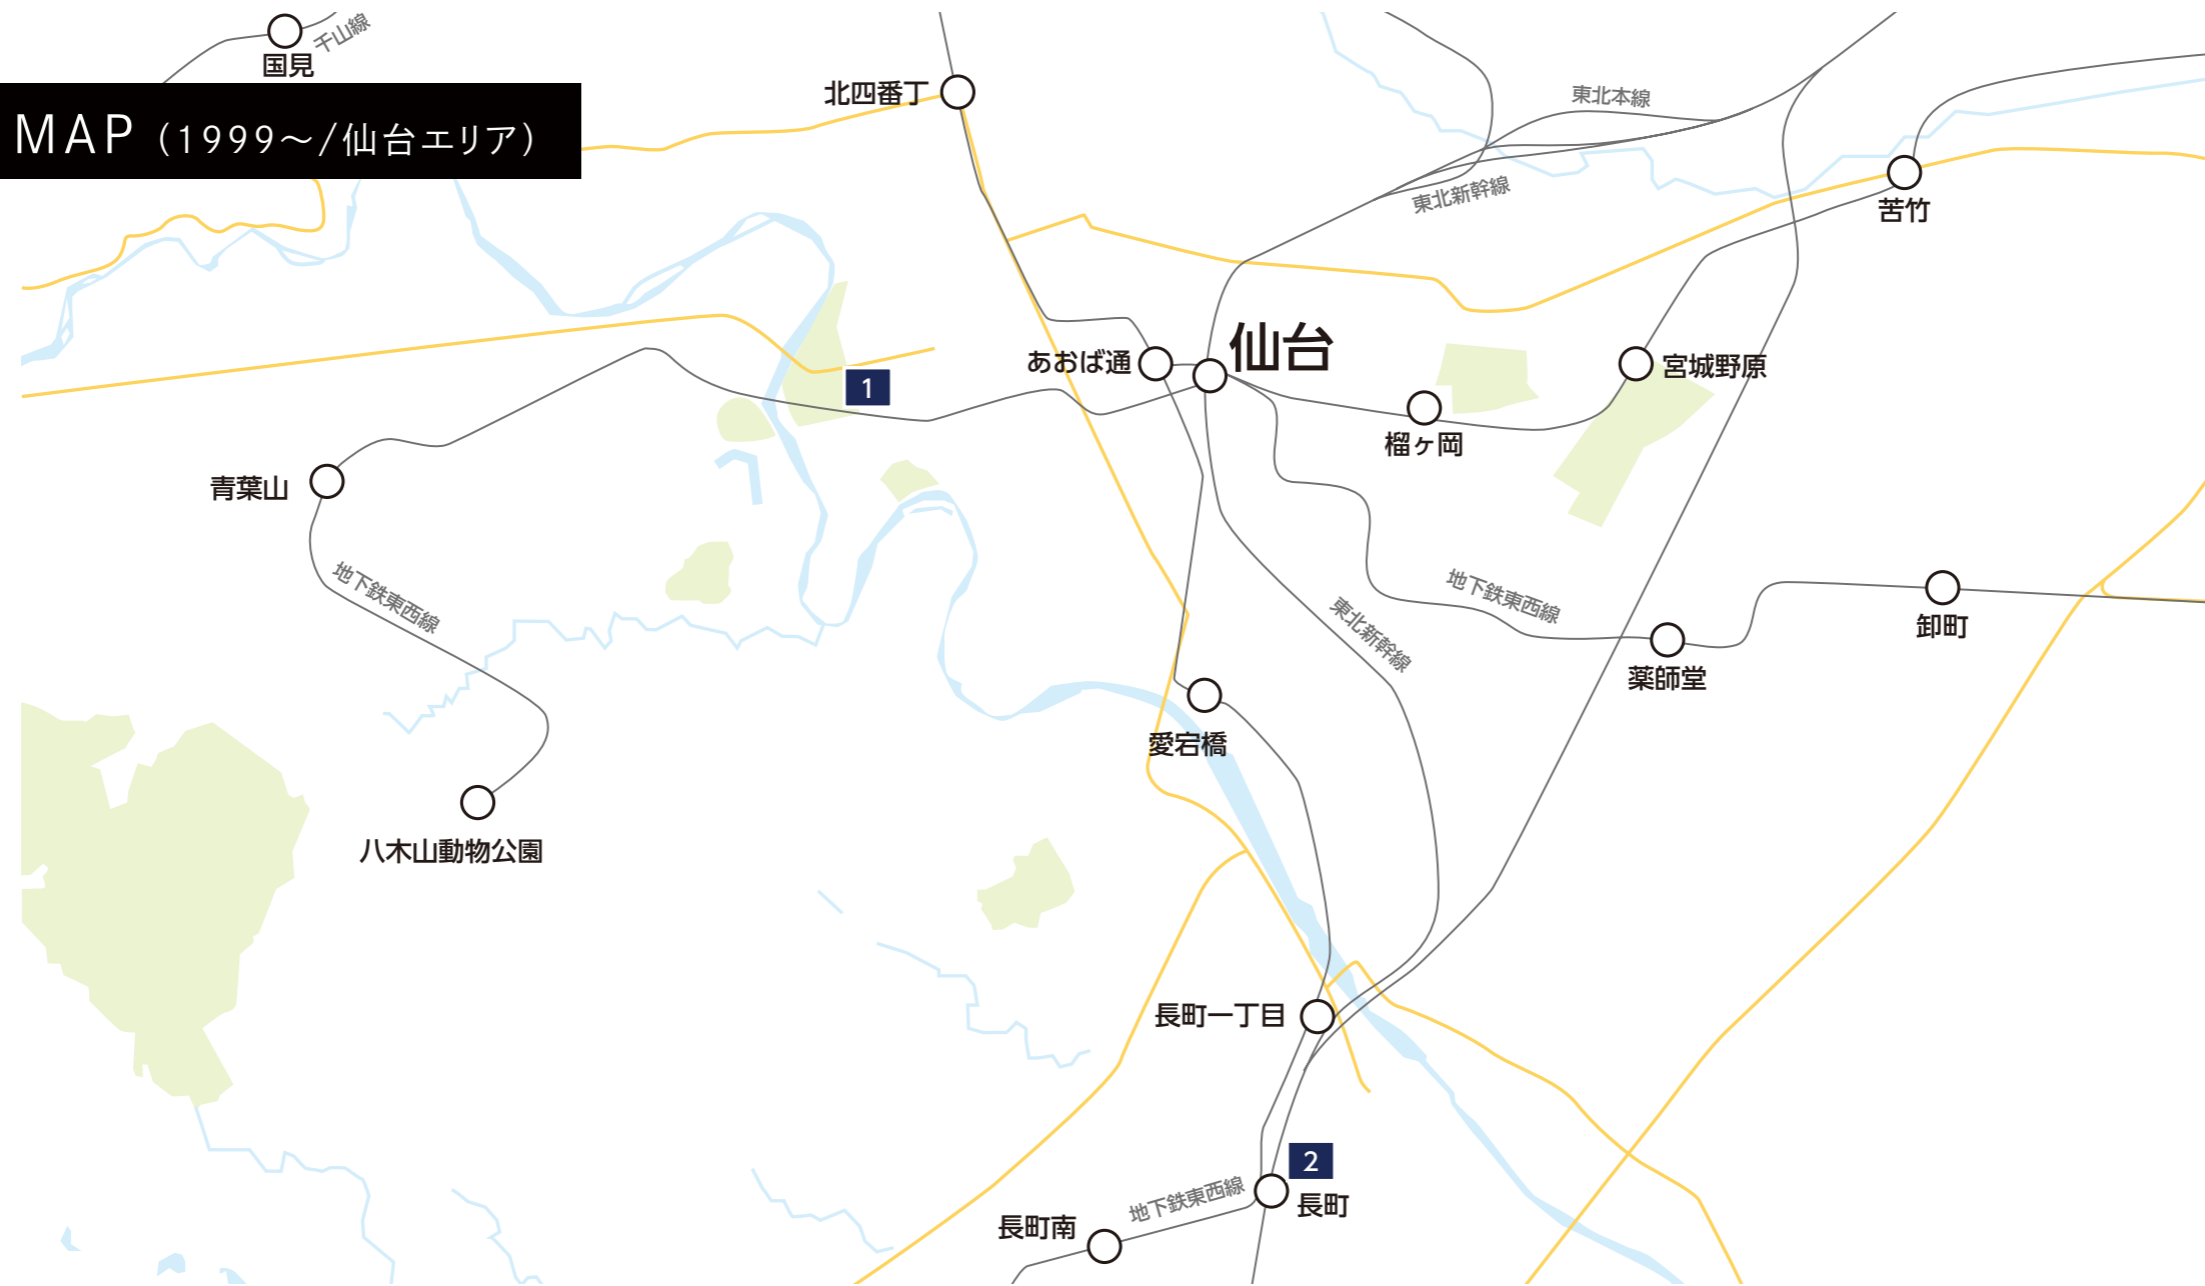 千山線
国見
MAP (1999〜/仙台エリア)
北四番丁
東北本線
東北新幹線
苦竹
あおば通
仙台
宮城野原
1
榴ヶ岡
青葉山
地下鉄東西線
地下鉄東西線
東北新幹線
卸町
薬師堂
愛宕橋
八木山動物公園
長町一丁目
2
地下鉄東西線
長町
長町南